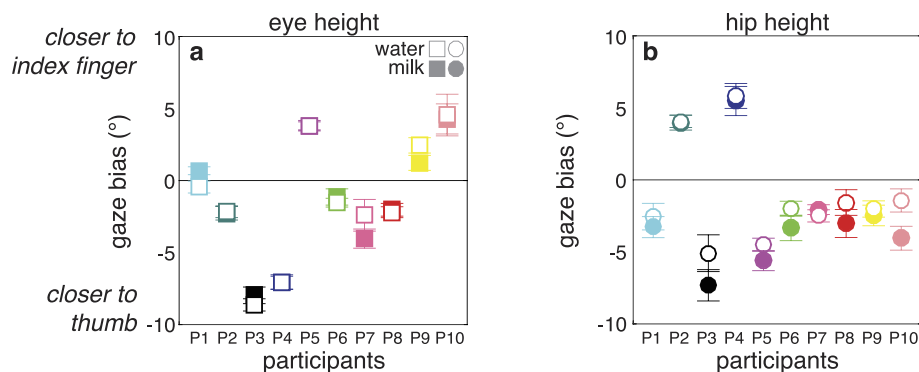 eye height
closer to
index finger
10
a
water
milk
5
gaze bias (°)
0
-5
closer to
thumb
-10
P1 P2 P3 P4 P5 P6 P7 P8 P9 P10
participants
hip height
10
b
5
gaze bias (°)
0
-5
-10
P1 P2 P3 P4 P5 P6 P7 P8 P9 P10
participants